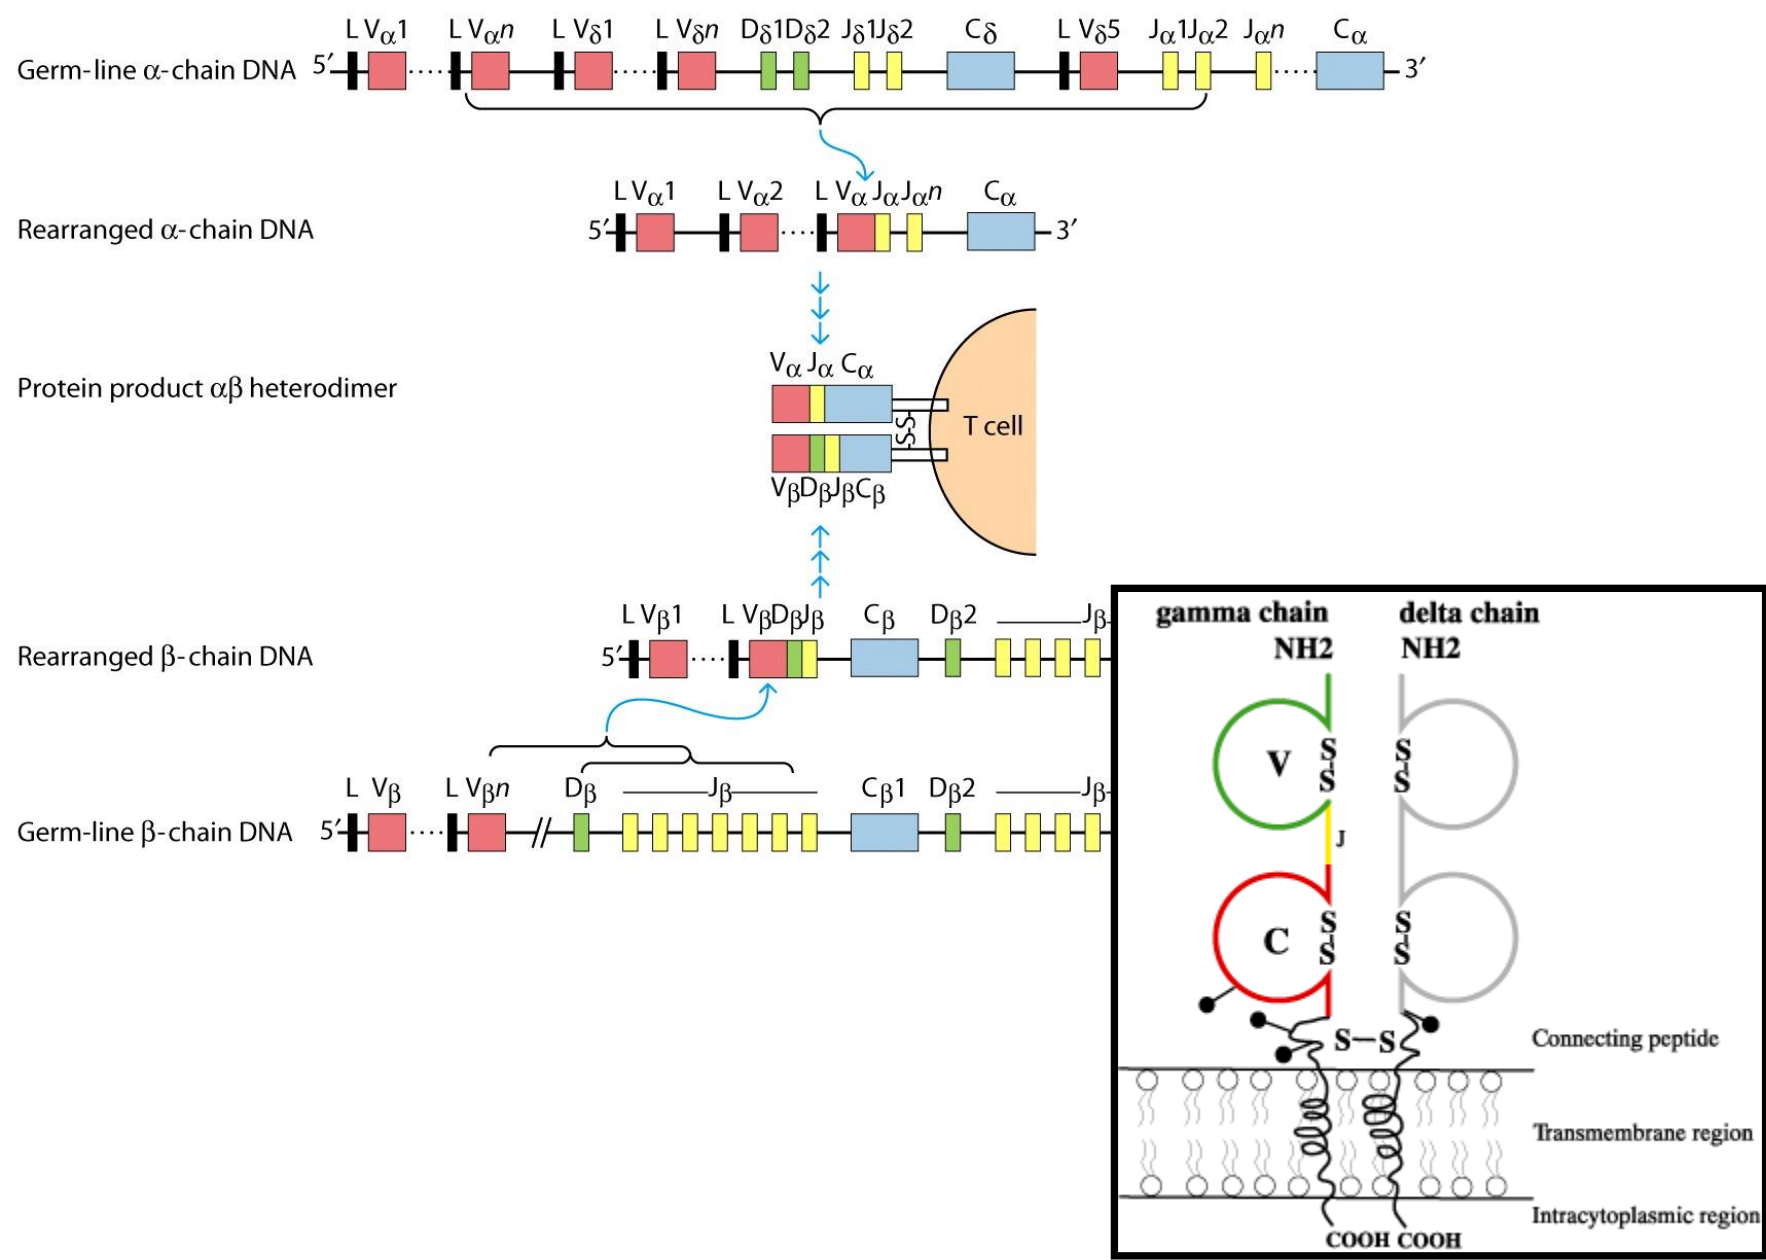 L Vα1 L Vαn L Vδ1 L Vδn Dδ1Dδ2 Jδ1Jδ2 Cδ L Vδ5 Jα1Jα2 Jαn Cα
Germ-line α-chain DNA 5′ 3′
L Vα1 L Vα2 L Vα Jα Jαn Cα
Rearranged α-chain DNA 5′ 3′
Vα Jα Cα
Protein product αβ heterodimer
S-S
T cell
VβDβJβCβ
L Vβ1 L VβDβJβ Cβ Dβ2 Jβ
Rearranged β-chain DNA 5′
L Vβ L Vβn Dβ Jβ Cβ1 Dβ2 Jβ
Germ-line β-chain DNA 5′
gamma chain delta chain
NH2 NH2
V S S S S
J
C S S S S
S–S
Connecting peptide
Transmembrane region
Intracytoplasmic region
COOH COOH